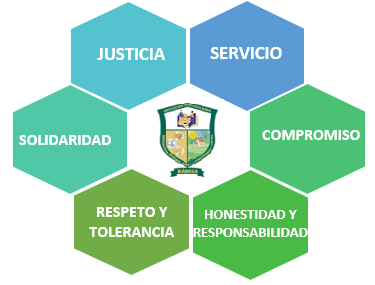 JUSTICIA
SERVICIO
SOLIDARIDAD
COMPROMISO
RESPETO Y
TOLERANCIA
HONESTIDAD Y
RESPONSABILIDAD